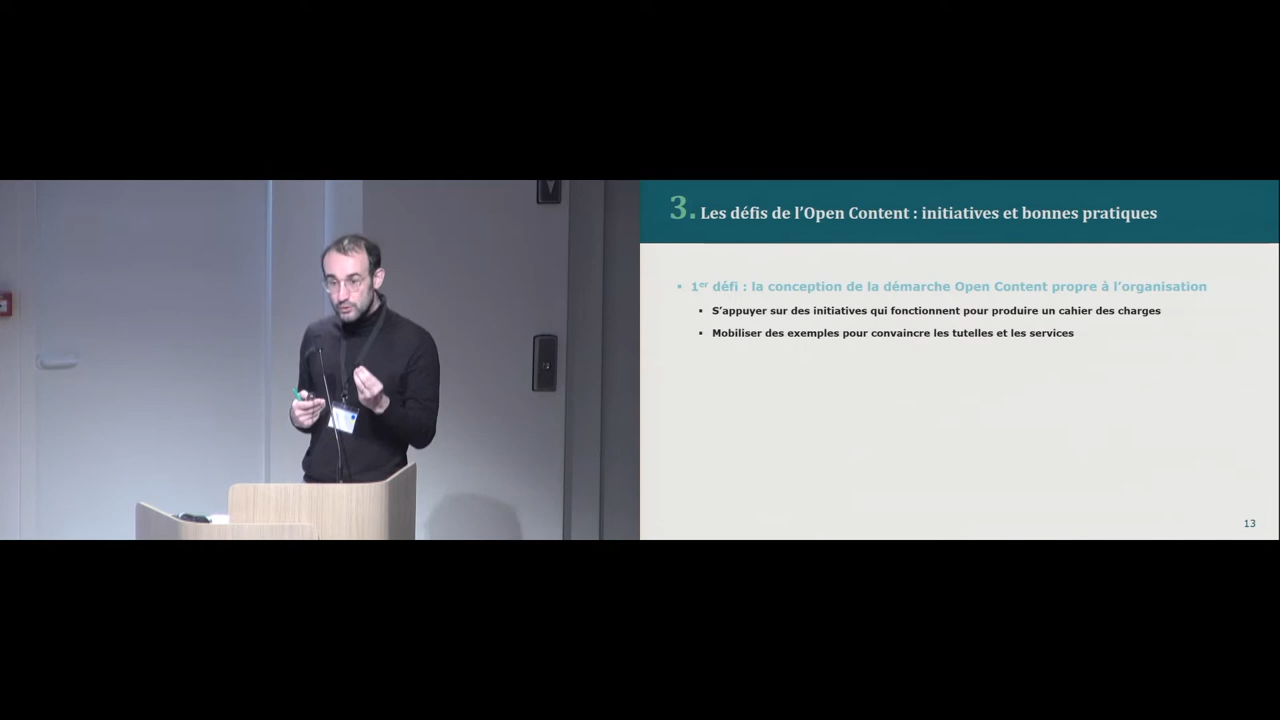 3. Les défis de l’Open Content : initiatives et bonnes pratiques
▪ 1er défi : la conception de la démarche Open Content propre à l’organisation
▪ S’appuyer sur des initiatives qui fonctionnent pour produire un cahier des charges
▪ Mobiliser des exemples pour convaincre les tutelles et les services
13